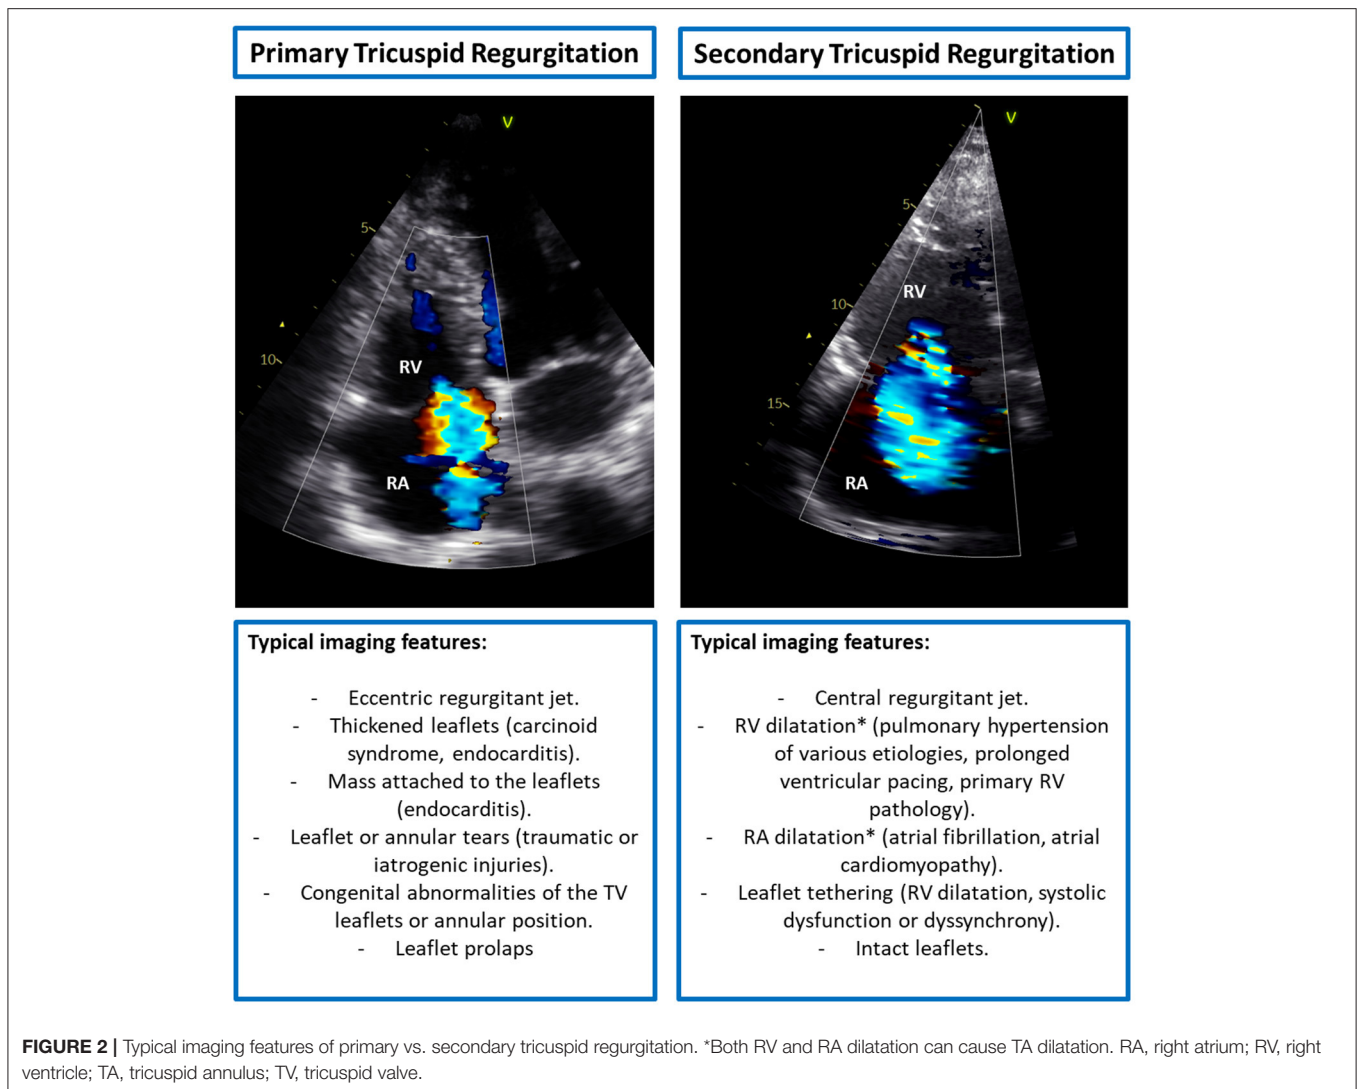 Primary Tricuspid Regurgitation
Secondary Tricuspid Regurgitation
V
5
10
RV
RA
V
5
10
15
RV
RA
Typical imaging features:
- Eccentric regurgitant jet.
- Thickened leaflets (carcinoid
syndrome, endocarditis).
- Mass attached to the leaflets
(endocarditis).
- Leaflet or annular tears (traumatic or
iatrogenic injuries).
- Congenital abnormalities of the TV
leaflets or annular position.
- Leaflet prolaps
Typical imaging features:
- Central regurgitant jet.
- RV dilatation* (pulmonary hypertension
of various etiologies, prolonged
ventricular pacing, primary RV
pathology).
- RA dilatation* (atrial fibrillation, atrial
cardiomyopathy).
- Leaflet tethering (RV dilatation, systolic
dysfunction or dyssynchrony).
- Intact leaflets.
FIGURE 2 | Typical imaging features of primary vs. secondary tricuspid regurgitation. *Both RV and RA dilatation can cause TA dilatation. RA, right atrium; RV, right
ventricle; TA, tricuspid annulus; TV, tricuspid valve.